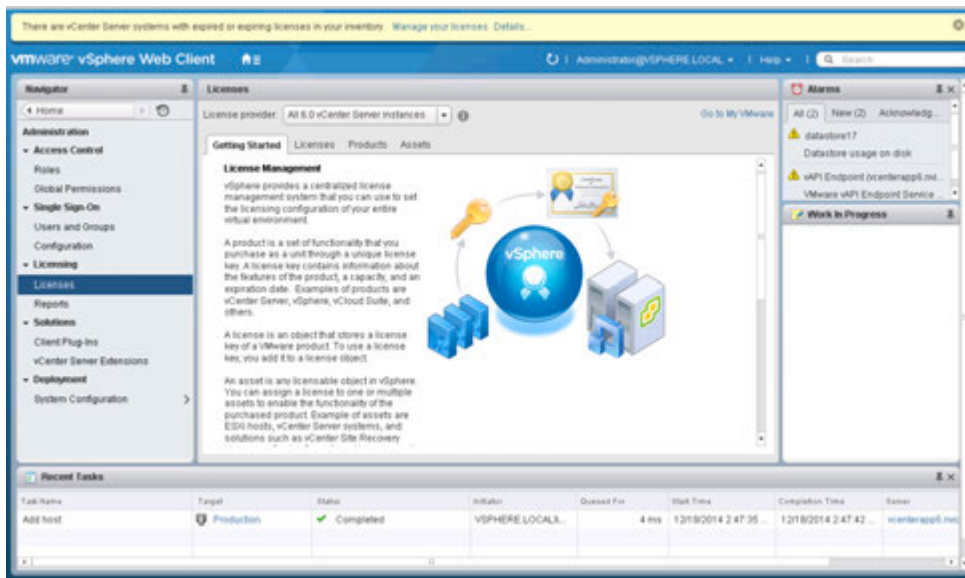 There are vCenter Server systems with expired or expiring licenses in your inventory. Manage your licenses Details...
vmware vSphere Web Client
Administrator@VSPHERE.LOCAL
Help
Search
Navigator
Home
Administration
Access Control
Roles
Global Permissions
Single Sign-On
Users and Groups
Configuration
Licensing
Licenses
Reports
Solutions
Client Plug-Ins
vCenter Server Extensions
Deployment
System Configuration
Licenses
License provider: All 6.0 vCenter Server instances
Go to My VMware
Getting Started Licenses Products Assets
License Management
vSphere provides a centralized license
management system that you can use to set
the licensing configuration of your entire
virtual environment.
A product is a set of functionality that you
purchase as a unit through a unique license
key. A license key contains information about
the features of the product, a capacity, and an
expiration date. Examples of products are
vCenter Server, vSphere, vCloud Suite, and
others.
A license is an object that stores a license
key of a VMware product. To use a license
key, you add it to a license object.
An asset is any licensable object in vSphere.
You can assign a license to one or multiple
assets to enable the functionality of the
purchased product. Example of assets are
ESXi hosts, vCenter Server systems, and
solutions such as vCenter Site Recovery
vSphere
Alarms
All (2) New (2) Acknowledg...
datastore17
Datastore usage on disk
vAPI Endpoint (vcenterapp6.nvi...
VMware vAPI Endpoint Service ...
Work In Progress
Recent Tasks
Task Name Target Status Initiator Queued For Start Time Completion Time Server
Add host Production Completed VSPHERE.LOCAL\... 4 ms 12/18/2014 2:47:35 ... 12/18/2014 2:47:42 ...